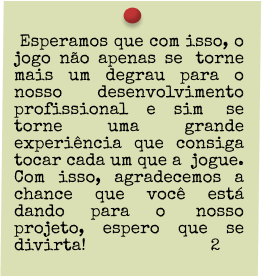 Esperamos que com isso, o
jogo não apenas se torne
mais um degrau para o
nosso desenvolvimento
profissional e sim se
torne uma grande
experiência que consiga
tocar cada um que a jogue.
Com isso, agradecemos a
chance que você está
dando para o nosso
projeto, espero que se
divirta! 2